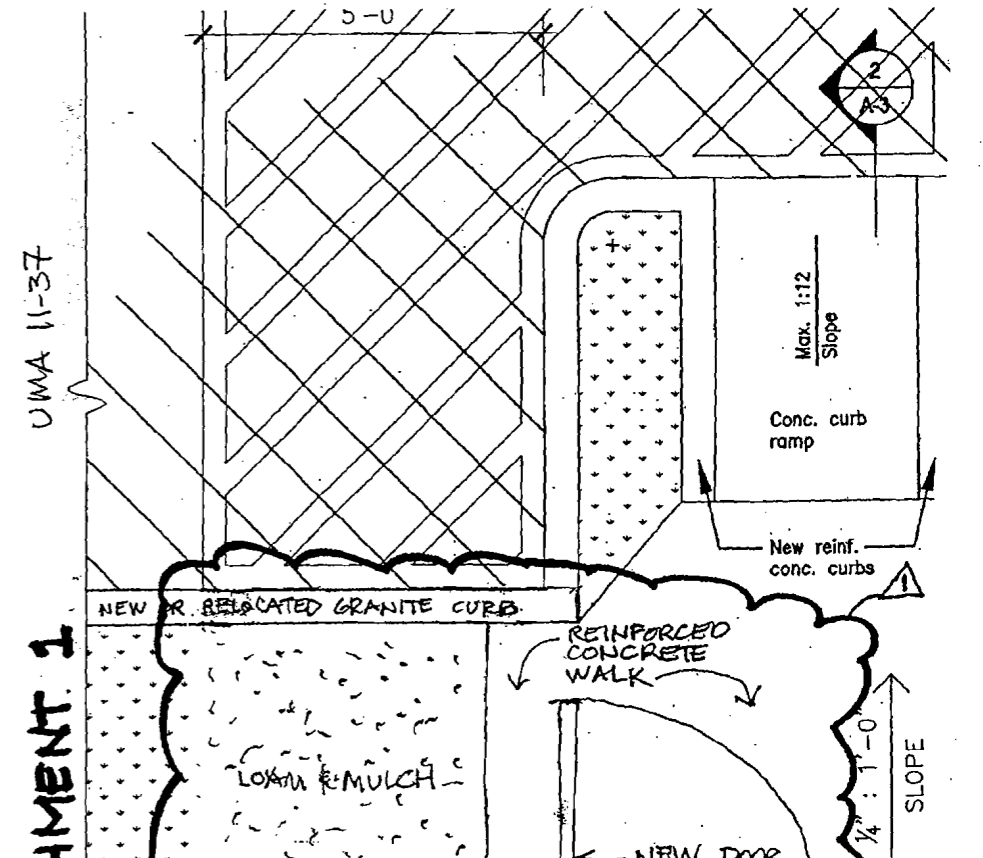 5-0
2
A-3
UMA 11-37
Max. 1:12
Slope
Conc. curb
ramp
New reinf.
conc. curbs
1
NEW OR RELOCATED GRANITE CURB
REINFORCED
CONCRETE
WALK
LOAM & MULCH
1/4" : 1'-0"
SLOPE
HMENT 1
NEW DOOR